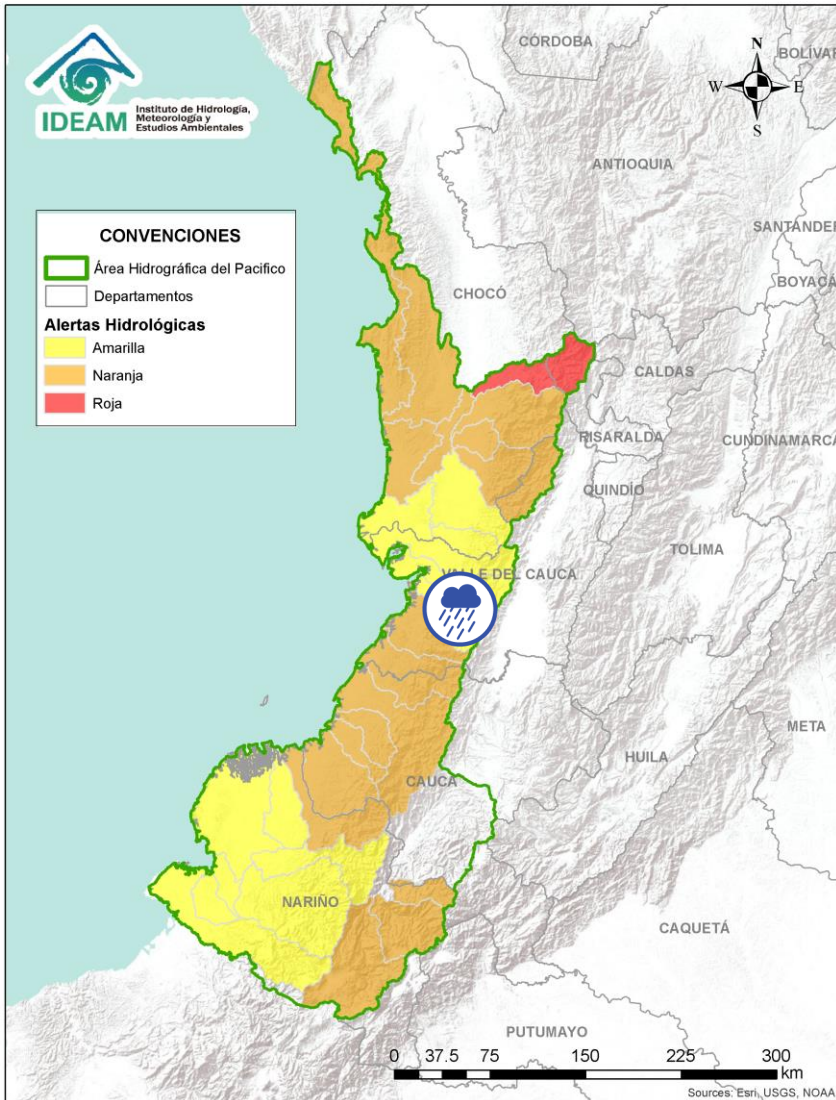 CÓRDOBA
BOLÍVAR
N
W
E
S
IDEAM
Instituto de Hidrología,
Meteorología y
Estudios Ambientales
ANTIOQUIA
CONVENCIONES
Área Hidrográfica del Pacifico
Departamentos
Alertas Hidrológicas
Amarilla
Naranja
Roja
SANTANDER
BOYACÁ
CHOCÓ
CALDAS
RISARALDA
CUNDINAMARCA
QUINDÍO
TOLIMA
VALLE DEL CAUCA
META
HUILA
CAUCA
NARIÑO
CAQUETÁ
PUTUMAYO
0 37.5 75 150 225 300
km
Sources: Esri, USGS, NOAA